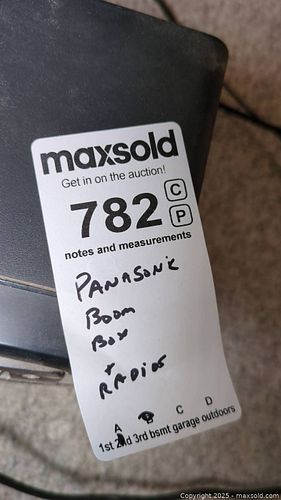 maxsold
Get in on the auction!
782 C P
notes and measurements
PANASONIC
BOOM
BOX
+
RADIOS
A B C D
1st 2nd 3rd bsmt garage outdoors
Copyright 2025 - maxsold.com